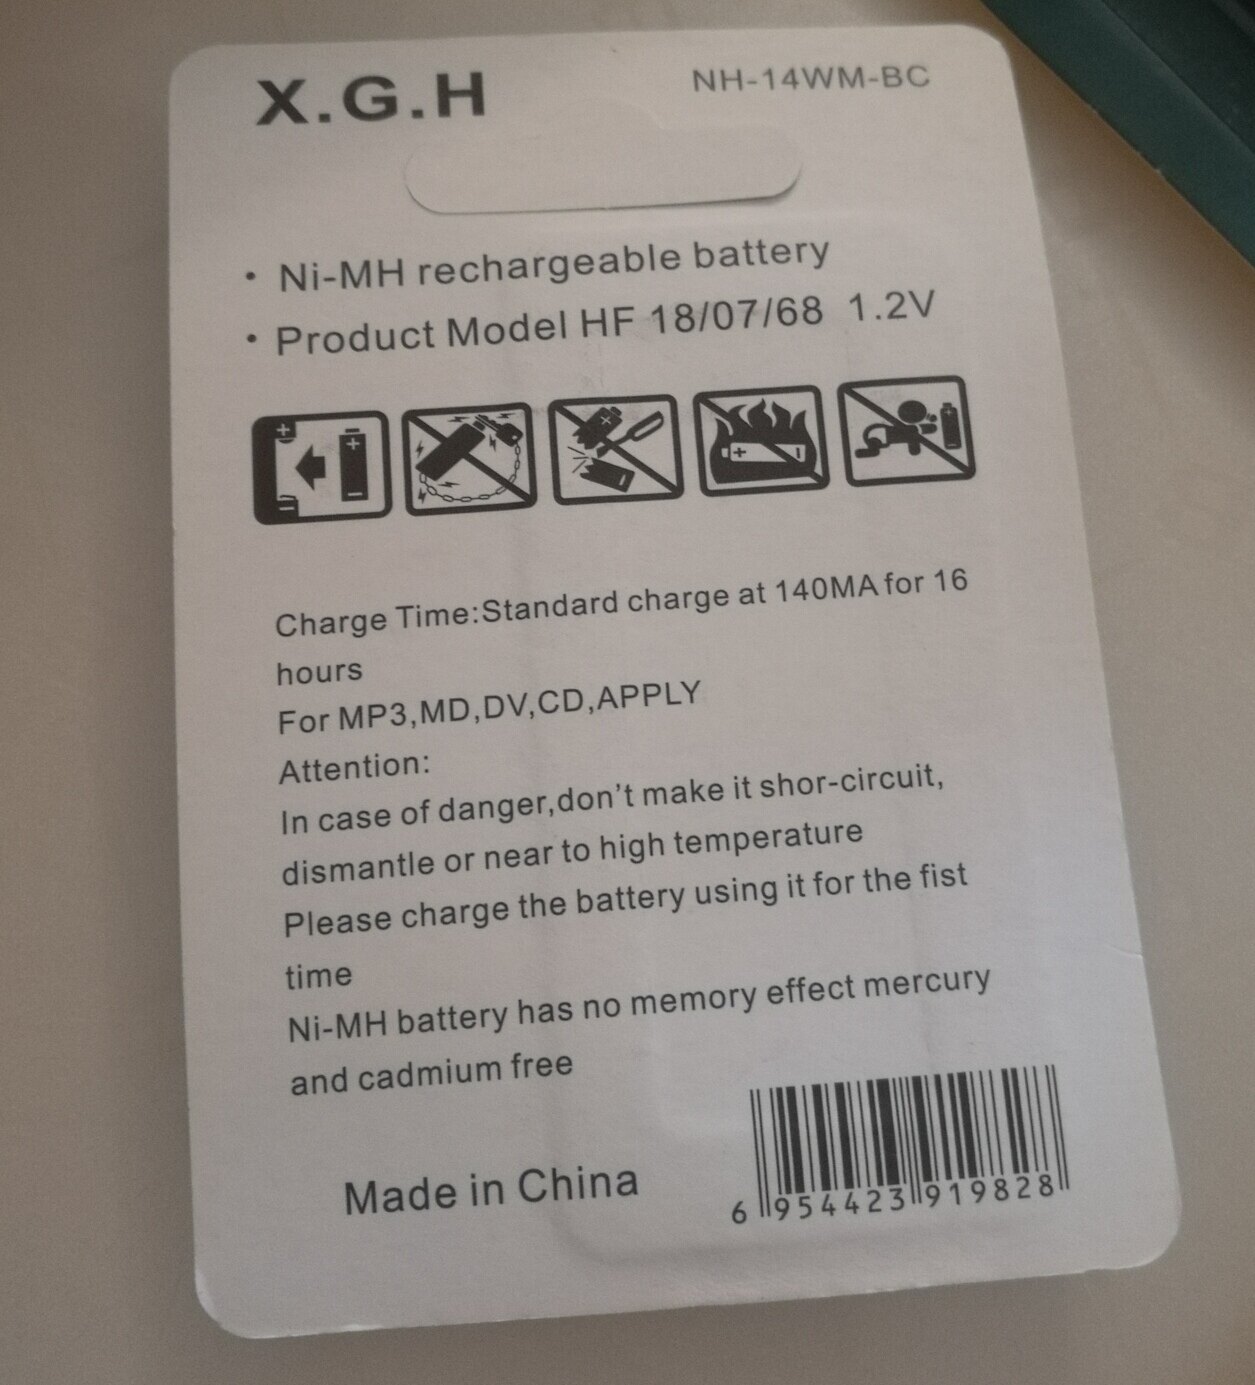 X.G.H
NH-14WM-BC
· Ni-MH rechargeable battery
· Product Model HF 18/07/68 1.2V
Charge Time:Standard charge at 140MA for 16
hours
For MP3,MD,DV,CD,APPLY
Attention:
In case of danger,don't make it shor-circuit,
dismantle or near to high temperature
Please charge the battery using it for the fist
time
Ni-MH battery has no memory effect mercury
and cadmium free
Made in China
6 954423 919828